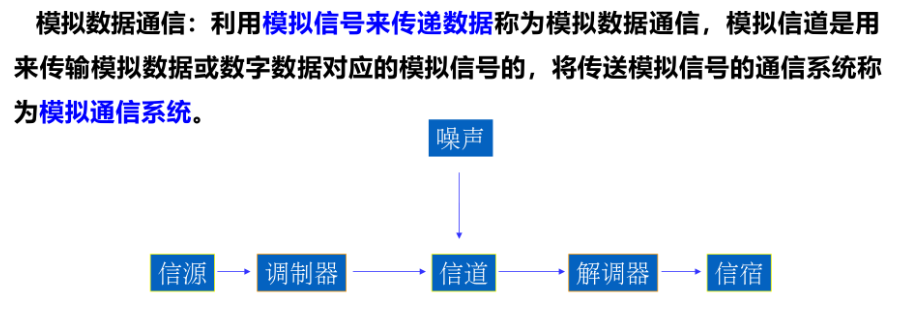 模拟数据通信：利用模拟信号来传递数据称为模拟数据通信，模拟信道是用
来传输模拟数据或数字数据对应的模拟信号的，将传送模拟信号的通信系统称
为模拟通信系统。
噪声
信源 调制器 信道 解调器 信宿